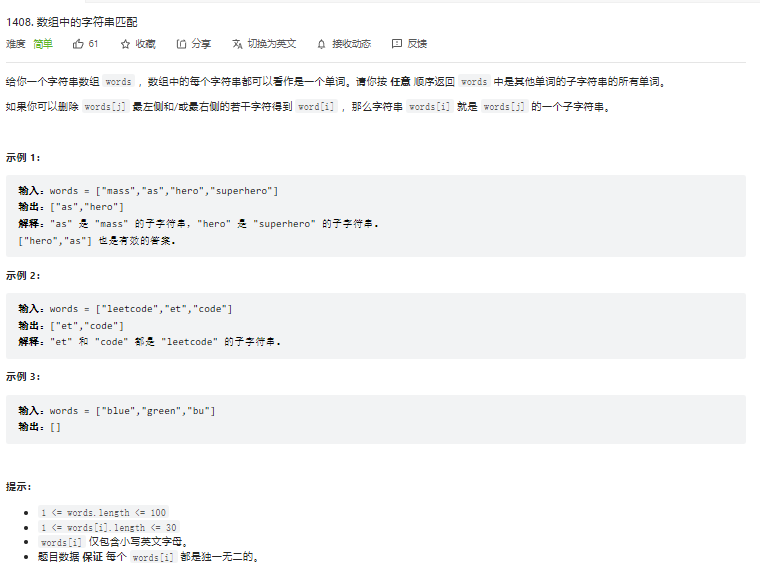 1408. 数组中的字符串匹配
难度 简单 61 收藏 分享 切换为英文 接收动态 反馈
给你一个字符串数组 words ，数组中的每个字符串都可以看作是一个单词。请你按 任意 顺序返回 words 中是其他单词的子字符串的所有单词。
如果你可以删除 words[j] 最左侧和/或最右侧的若干字符得到 word[i] ，那么字符串 words[i] 就是 words[j] 的一个子字符串。
示例 1：
输入：words = ["mass","as","hero","superhero"]
输出：["as","hero"]
解释："as" 是 "mass" 的子字符串，"hero" 是 "superhero" 的子字符串。
["hero","as"] 也是有效的答案。
示例 2：
输入：words = ["leetcode","et","code"]
输出：["et","code"]
解释："et" 和 "code" 都是 "leetcode" 的子字符串。
示例 3：
输入：words = ["blue","green","bu"]
输出：[]
提示：
1 <= words.length <= 100
1 <= words[i].length <= 30
words[i] 仅包含小写英文字母。
题目数据 保证 每个 words[i] 都是独一无二的。